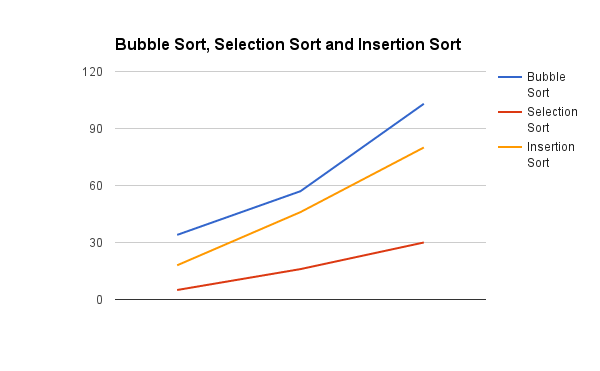 Bubble Sort, Selection Sort and Insertion Sort
120
90
60
30
0
Bubble
Sort
Selection
Sort
Insertion
Sort